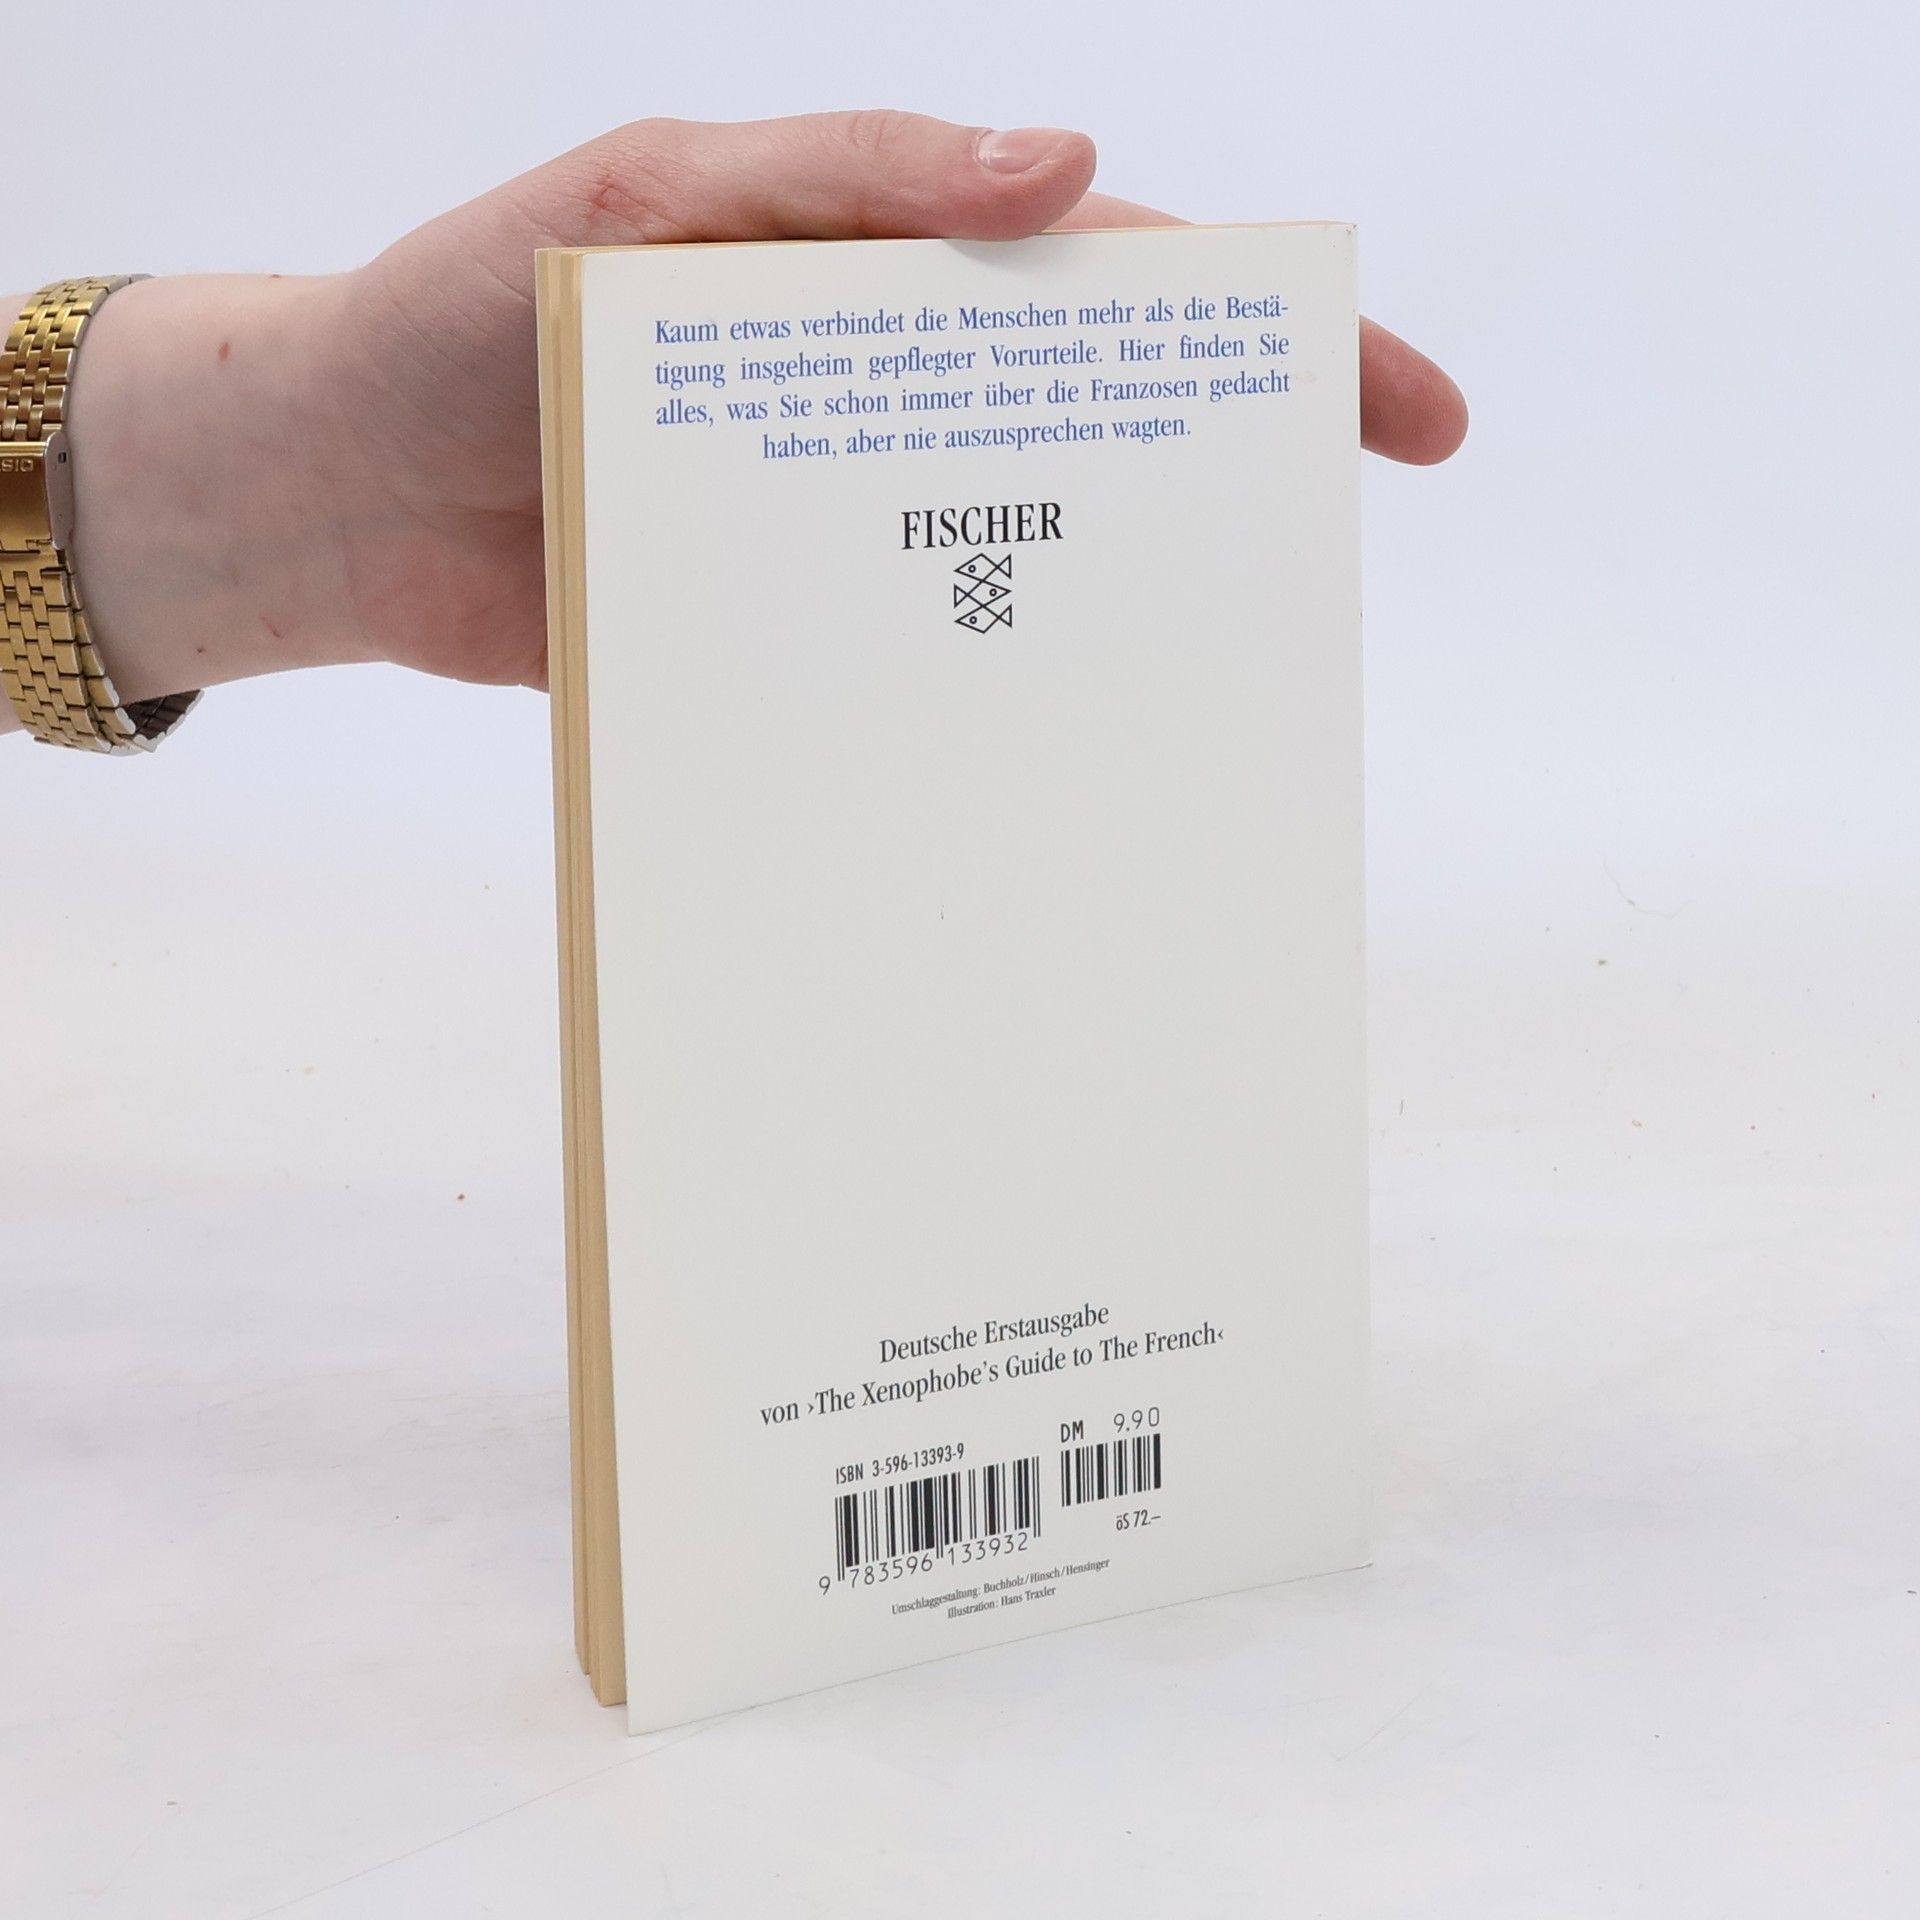 Kaum etwas verbindet die Menschen mehr als die Bestä-
tigung insgeheim gepflegter Vorurteile. Hier finden Sie
alles, was Sie schon immer über die Franzosen gedacht
haben, aber nie auszusprechen wagten.
FISCHER
Deutsche Erstausgabe
von ›The Xenophobe's Guide to The French‹
ISBN 3-596-13393-9
DM 9.90
9 783596 133932
öS 72.–
Umschlaggestaltung: Buchholz/Hinsch/Hensinger
Illustration: Hans Traxler